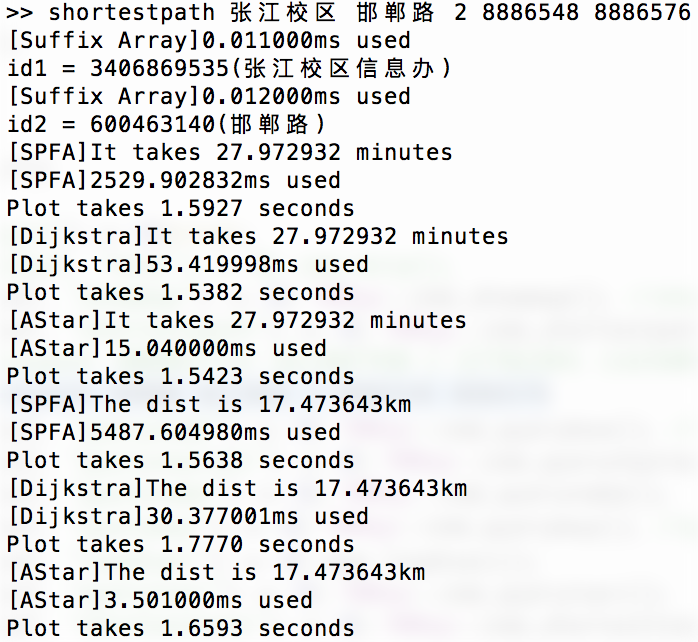 >> shortestpath 张江校区 邯郸路 2 8886548 8886576
[Suffix Array]0.011000ms used
id1 = 3406869535(张江校区信息办)
[Suffix Array]0.012000ms used
id2 = 600463140(邯郸路)
[SPFA]It takes 27.972932 minutes
[SPFA]2529.902832ms used
Plot takes 1.5927 seconds
[Dijkstra]It takes 27.972932 minutes
[Dijkstra]53.419998ms used
Plot takes 1.5382 seconds
[AStar]It takes 27.972932 minutes
[AStar]15.040000ms used
Plot takes 1.5423 seconds
[SPFA]The dist is 17.473643km
[SPFA]5487.604980ms used
Plot takes 1.5638 seconds
[Dijkstra]The dist is 17.473643km
[Dijkstra]30.377001ms used
Plot takes 1.7770 seconds
[AStar]The dist is 17.473643km
[AStar]3.501000ms used
Plot takes 1.6593 seconds